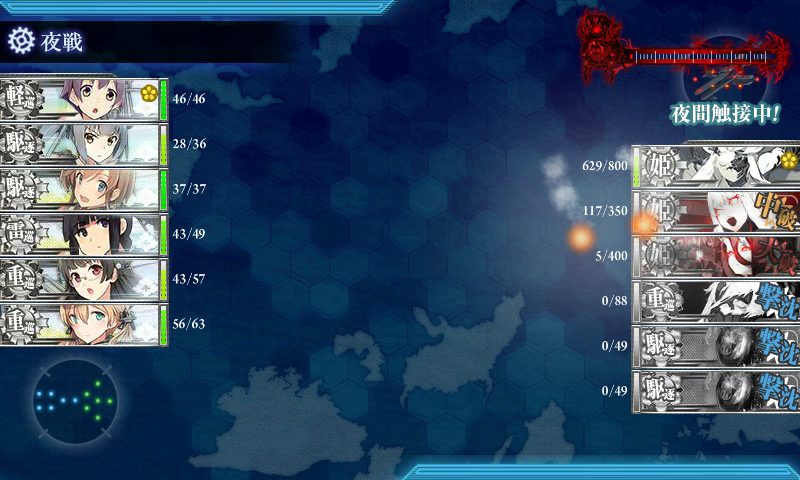 夜戦
夜間触接中!
軽巡 46/46
駆逐 28/36
駆逐 37/37
雷巡 43/49
重巡 43/57
重巡 56/63
629/800 姫
117/350 姫 中破
5/400 姫 大破
0/88 重巡 撃沈
0/49 駆逐 撃沈
0/49 駆逐 撃沈